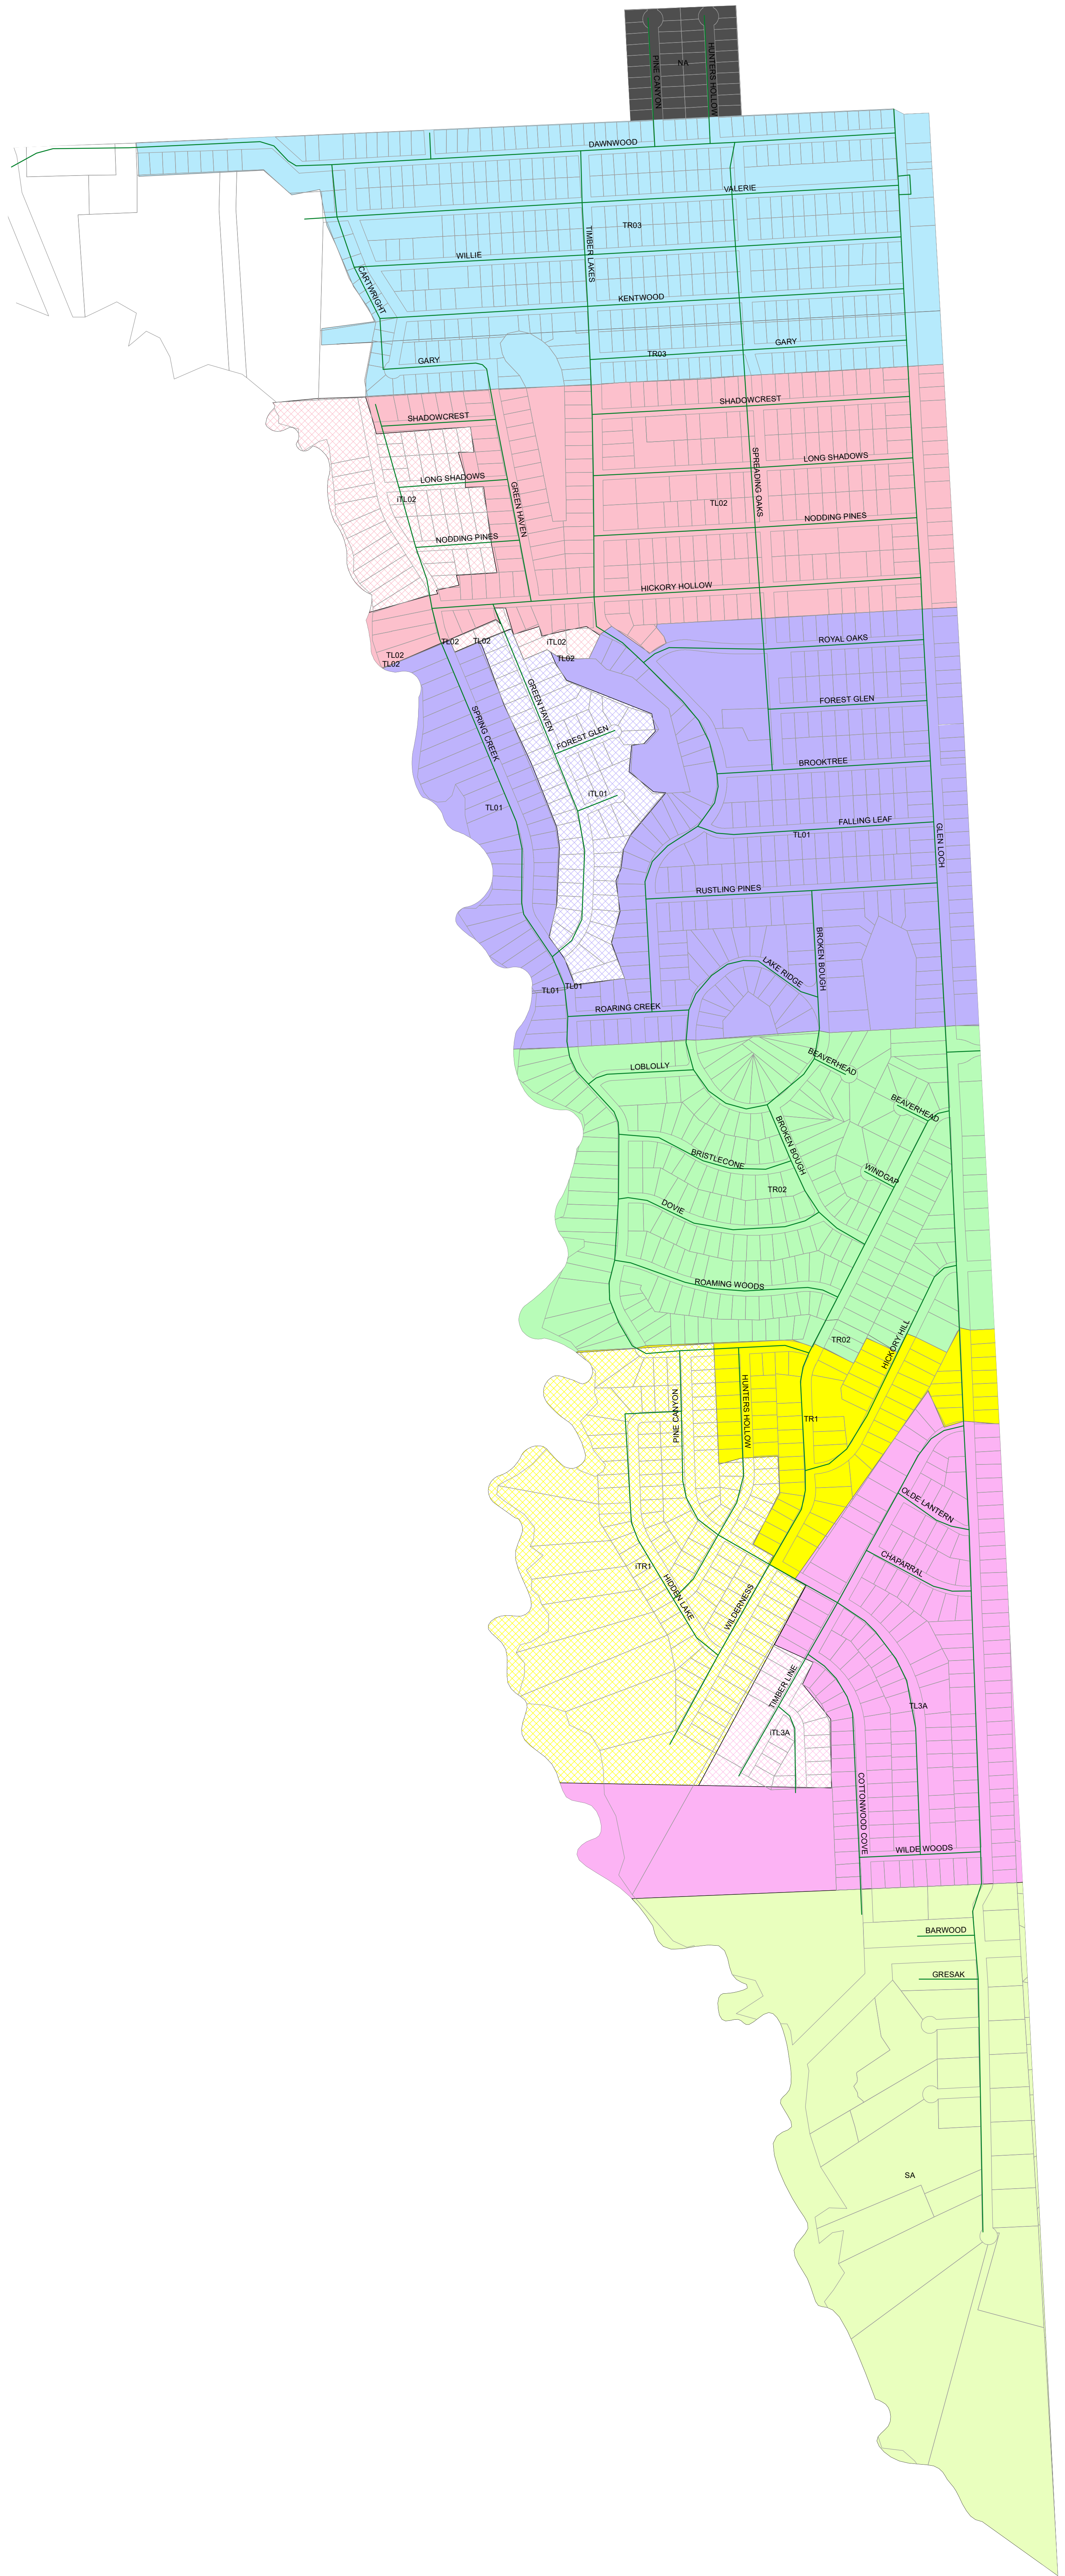 PINE CANYON
HUNTERS HOLLOW
NA
DAWNWOOD
VALERIE
TR03
TIMBER LAKES
WILLIE
CARTWRIGHT
KENTWOOD
GARY
TR03
GARY
SHADOWCREST
SHADOWCREST
LONG SHADOWS
SPREADING OAKS
LONG SHADOWS
GREEN HAVEN
iTL02
TL02
NODDING PINES
NODDING PINES
HICKORY HOLLOW
ROYAL OAKS
TL02
TL02
iTL02
TL02
TL02
TL02
GREEN HAVEN
FOREST GLEN
SPRING CREEK
FOREST GLEN
BROOKTREE
iTL01
TL01
FALLING LEAF
TL01
GLEN LOCH
RUSTLING PINES
BROKEN BOUGH
LAKE RIDGE
TL01
TL01
ROARING CREEK
LOBLOLLY
BEAVERHEAD
BEAVERHEAD
BROKEN BOUGH
BRISTLECONE
WINDGAP
TR02
DOVIE
ROAMING WOODS
HICKORY HILL
TR02
PINE CANYON
HUNTERS HOLLOW
TR1
OLDE LANTERN
CHAPARRAL
iTR1
HIDDEN LAKE
WILDERNESS
TIMBER LINE
TL3A
iTL3A
COTTONWOOD COVE
WILDE WOODS
BARWOOD
GRESAK
SA